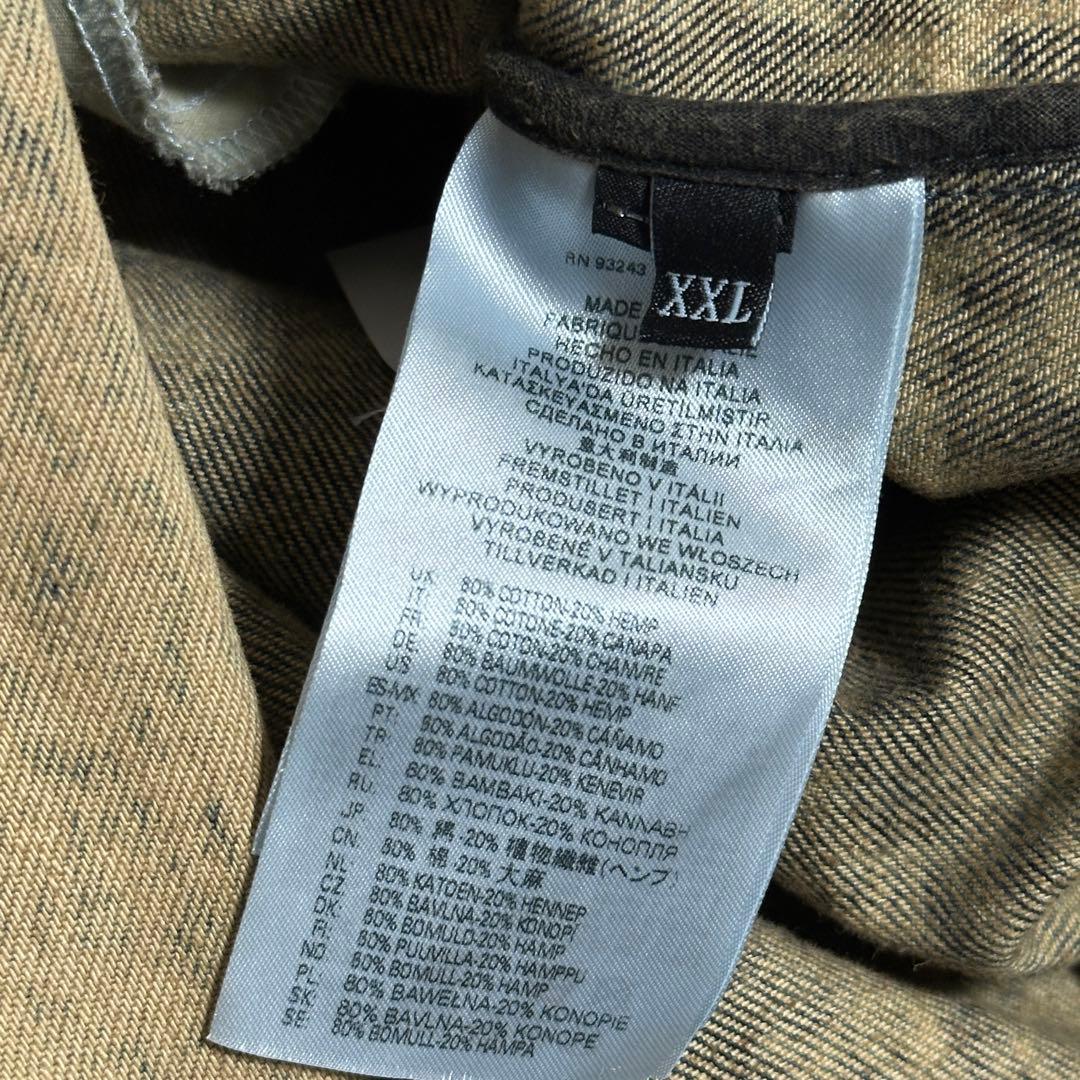 RN 93243
XXL
MADE
FABRIQU
HECHO EN ITALIA
PRODUZIDO NA ITALIA
ITALYA'DA ÜRETILMISTIR
ΚΑΤΑΣΚΕΥΑΣΜΕΝΟ ΣΤΗΝ ΙΤΑΛΙΑ
СДЕЛАНО В ИТАЛИИ
意大利制造
VYROBENO V ITALII
FREMSTILLET I ITALIEN
PRODUSERT I ITALIA
WYPRODUKOWANO WE WŁOSZECH
VYROBENÉ V TALIANSKU
TILLVERKAD I ITALIEN
UK: 80% COTTON-20% HEMP
IT: 80% COTONE-20% CANAPA
FR: 80% COTON-20% CHANVRE
DE: 80% BAUMWOLLE-20% HANF
US: 80% COTTON-20% HEMP
ES-MX: 80% ALGODÓN-20% CÁÑAMO
PT: 80% ALGODÃO-20% CÂNHAMO
TR: 80% PAMUKLU-20% KENEVIR
EL: 80% ΒΑΜΒΑΚΙ-20% ΚΑΝΝΑΒΗ
RU: 80% ХЛОПОК-20% КОНОПЛЯ
JP: 80% 綿 -20% 植物繊維(ヘンプ)
CN: 80% 棉 -20% 大麻
NL: 80% KATOEN-20% HENNEP
CZ: 80% BAVLNA-20% KONOPÍ
DK: 80% BOMULD-20% HAMP
FI: 80% PUUVILLA-20% HAMPPU
NO: 80% BOMULL-20% HAMP
PL: 80% BAWEŁNA-20% KONOPIE
SK: 80% BAVLNA-20% KONOPE
SE: 80% BOMULL-20% HAMPA